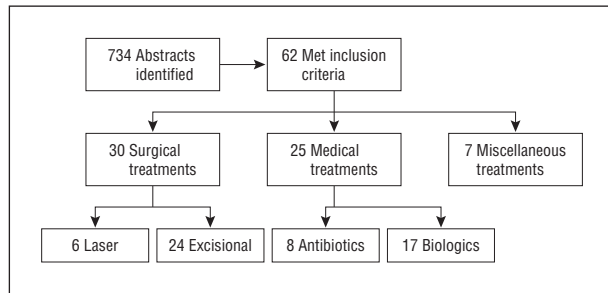 734 Abstracts
identified
62 Met inclusion
criteria
30 Surgical
treatments
25 Medical
treatments
7 Miscellaneous
treatments
6 Laser
24 Excisional
8 Antibiotics
17 Biologics